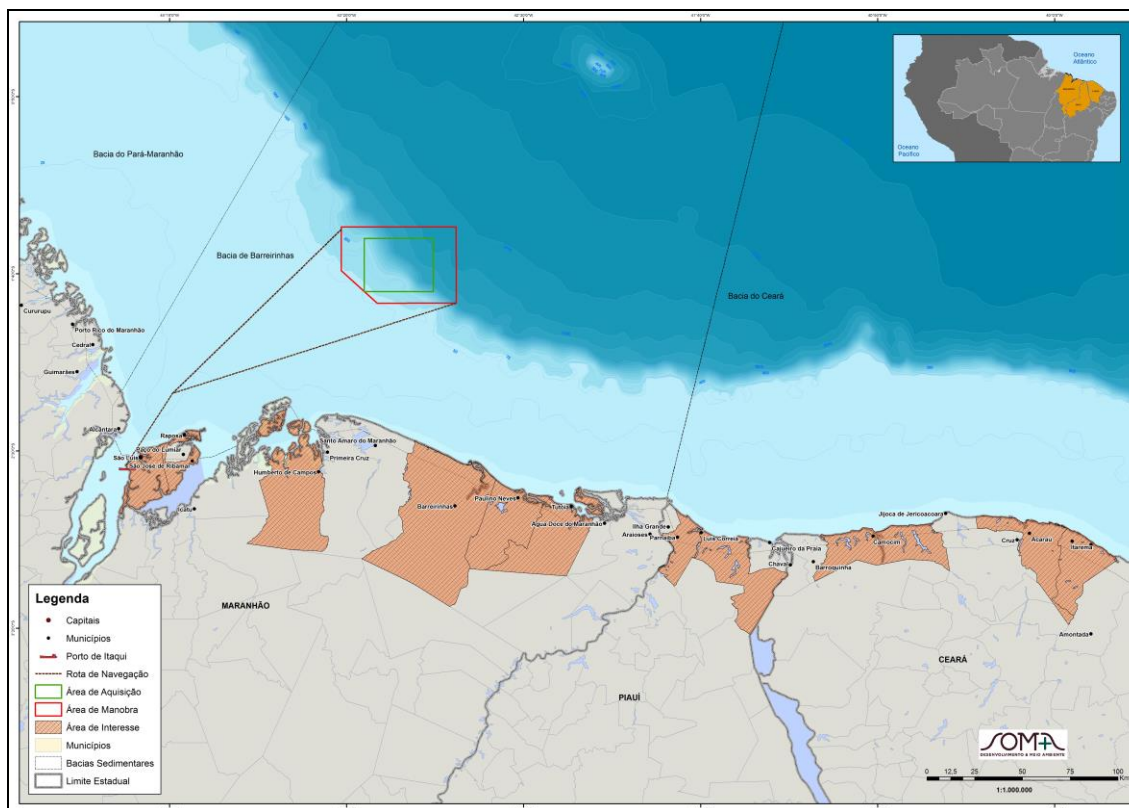 Oceano
Atlântico
Oceano
Pacífico
Bacia do Pará-Maranhão
Bacia de Barreirinhas
Bacia do Ceará
Cururupu
Porto Rico do Maranhão
Cedral
Guimarães
Alcântara
Raposa
Paço do Lumiar
São Luís
São José de Ribamar
Icatu
Humberto de Campos
Santo Amaro do Maranhão
Primeira Cruz
Barreirinhas
Paulino Neves
Tutóia
Água Doce do Maranhão
Araioses
Ilha Grande
Parnaíba
Luís Correia
Cajueiro da Praia
Chaval
Barroquinha
Camocim
Jijoca de Jericoacoara
Cruz
Acaraú
Itarema
Amontada
MARANHÃO
PIAUÍ
CEARÁ
Legenda
Capitais
Municípios
Porto de Itaqui
Rota de Navegação
Área de Aquisição
Área de Manobra
Área de Interesse
Municípios
Bacias Sedimentares
Limite Estadual
SOMA
DESENVOLVIMENTO & MEIO AMBIENTE
0 12,5 25 50 75 100
Km
1:1.000.000